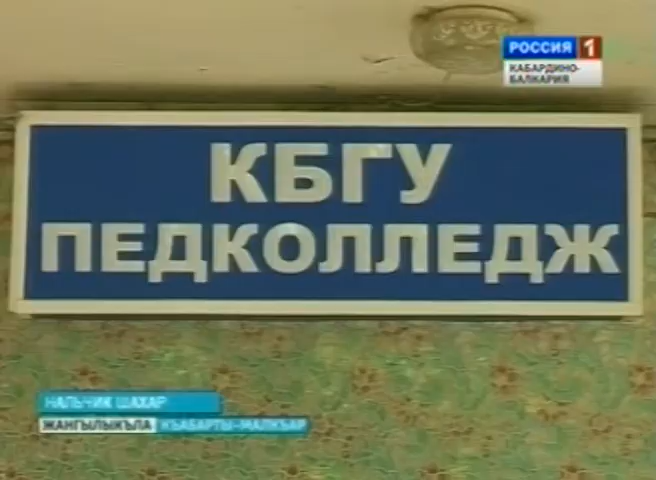 РОССИЯ 1
КАБАРДИНО-
БАЛКАРИЯ
КБГУ
ПЕДКОЛЛЕДЖ
НАЛЬЧИК ШАХАР
ЖАНГЫЛЫКЪЛА КЪАБАРТЫ-МАЛКЪАР